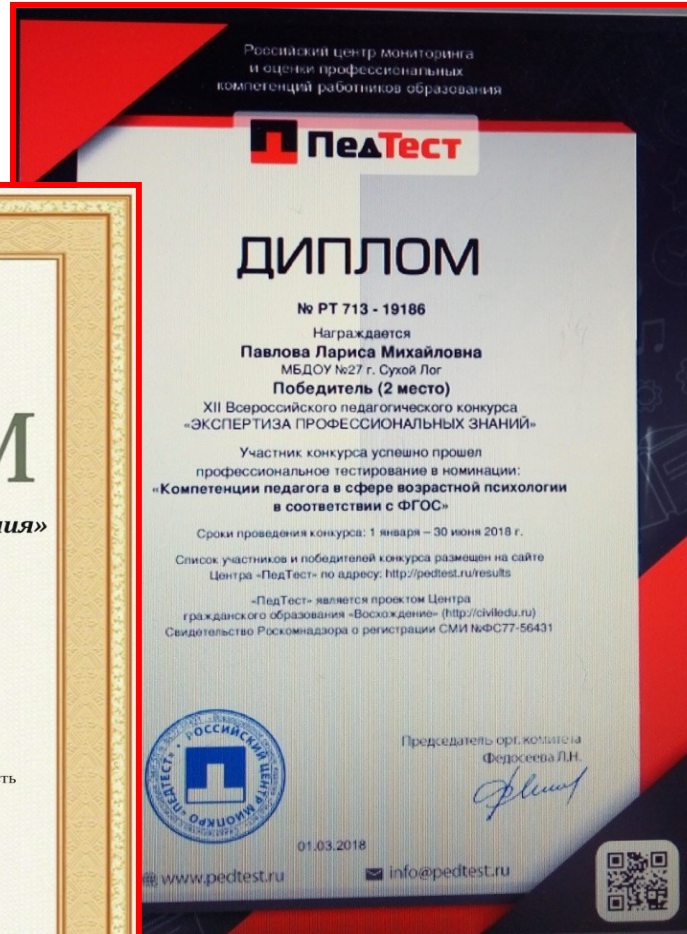 Российский центр мониторинга
и оценки профессиональных
компетенций работников образования
ПедТест
ДИПЛОМ
№ РТ 713 - 19186
Награждается
Павлова Лариса Михайловна
МБДОУ №27 г. Сухой Лог
Победитель (2 место)
XII Всероссийского педагогического конкурса
«ЭКСПЕРТИЗА ПРОФЕССИОНАЛЬНЫХ ЗНАНИЙ»
Участник конкурса успешно прошел
профессиональное тестирование в номинации:
«Компетенции педагога в сфере возрастной психологии
в соответствии с ФГОС»
Сроки проведения конкурса: 1 января – 30 июня 2018 г.
Список участников и победителей конкурса размещен на сайте
Центра «ПедТест» по адресу: http://pedtest.ru/results
«ПедТест» является проектом Центра
гражданского образования «Восхождение» (http://civiledu.ru)
Свидетельство Роскомнадзора о регистрации СМИ №ФС77-56431
РОССИЙСКИЙ ЦЕНТР МИОПКРО «ПЕДТЕСТ»
Председатель орг. комитета
Федосеева Л.Н.
01.03.2018
www.pedtest.ru
info@pedtest.ru
М
ия»
ть